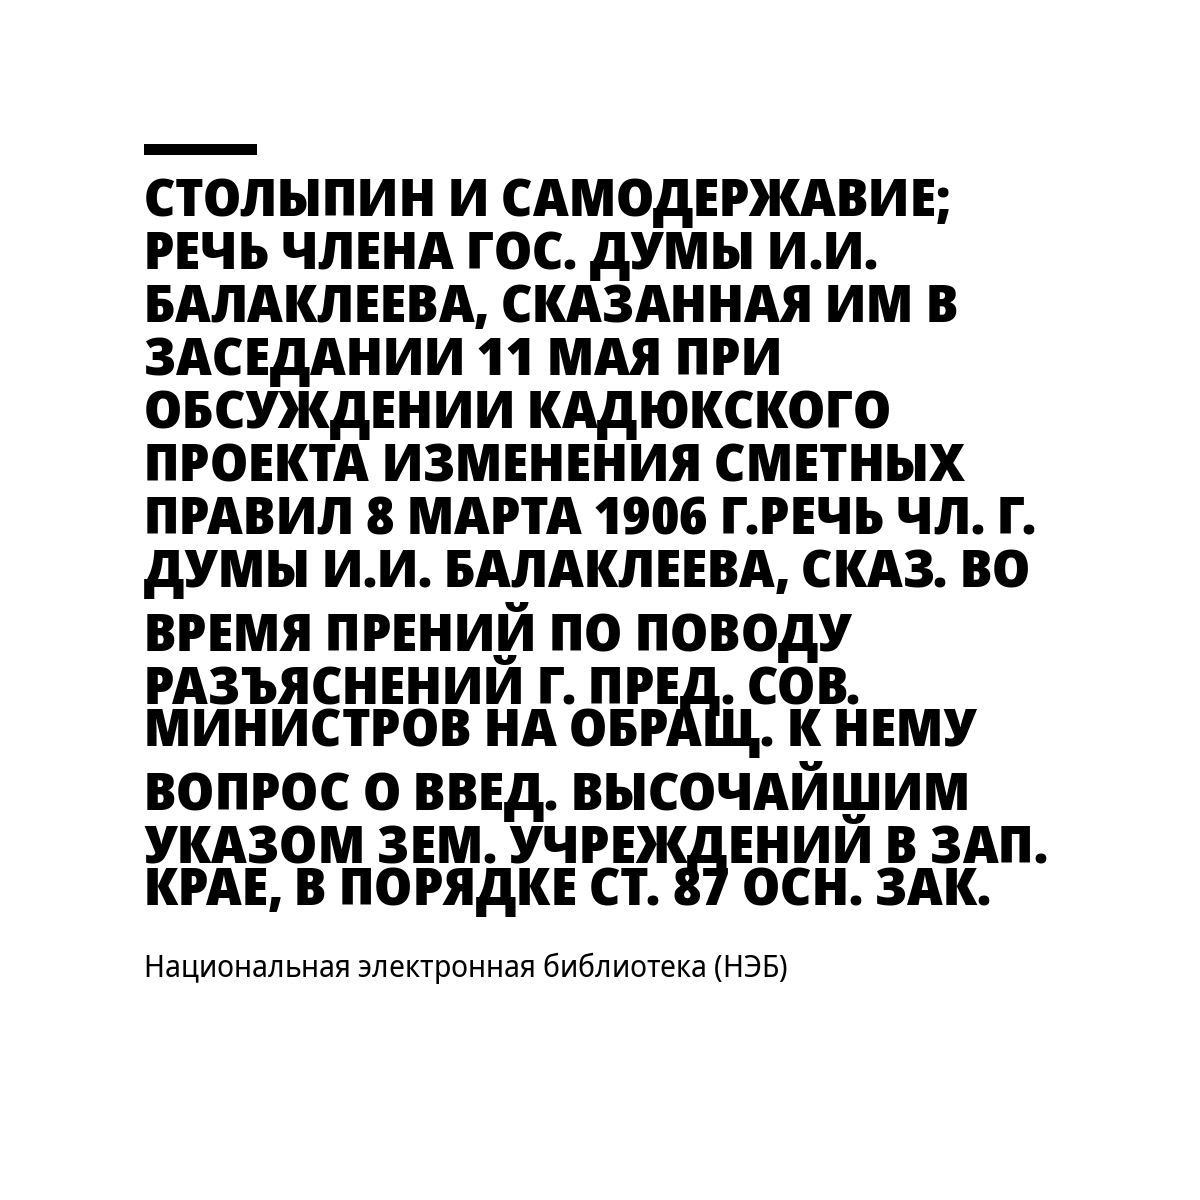 СТОЛЫПИН И САМОДЕРЖАВИЕ;
РЕЧЬ ЧЛЕНА ГОС. ДУМЫ И.И.
БАЛАКЛЕЕВА, СКАЗАННАЯ ИМ В
ЗАСЕДАНИИ 11 МАЯ ПРИ
ОБСУЖДЕНИИ КАДЮКСКОГО
ПРОЕКТА ИЗМЕНЕНИЯ СМЕТНЫХ
ПРАВИЛ 8 МАРТА 1906 Г.РЕЧЬ ЧЛ. Г.
ДУМЫ И.И. БАЛАКЛЕЕВА, СКАЗ. ВО
ВРЕМЯ ПРЕНИЙ ПО ПОВОДУ
РАЗЪЯСНЕНИЙ Г. ПРЕД. СОВ.
МИНИСТРОВ НА ОБРАЩ. К НЕМУ
ВОПРОС О ВВЕД. ВЫСОЧАЙШИМ
УКАЗОМ ЗЕМ. УЧРЕЖДЕНИЙ В ЗАП.
КРАЕ, В ПОРЯДКЕ СТ. 87 ОСН. ЗАК.
Национальная электронная библиотека (НЭБ)